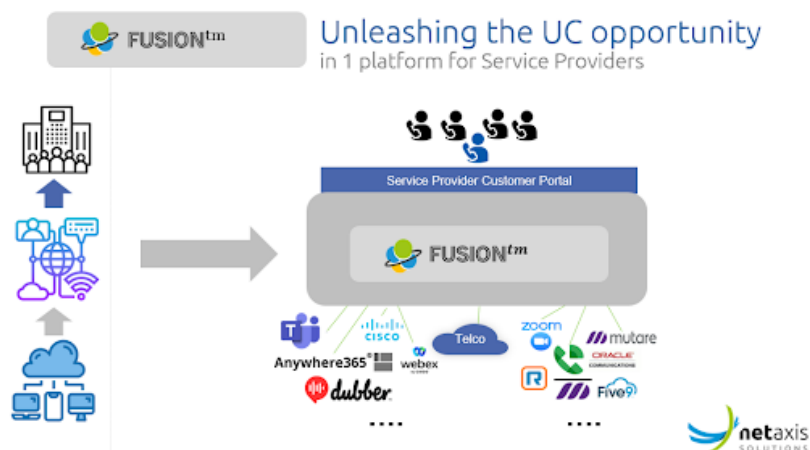 FUSION™
Unleashing the UC opportunity
in 1 platform for Service Providers
Service Provider Customer Portal
FUSION™
cisco
Telco
zoom
mutare
Anywhere365®
webex
ORACLE
COMMUNICATIONS
dubber
Five9
....
....
netaxis
SOLUTIONS